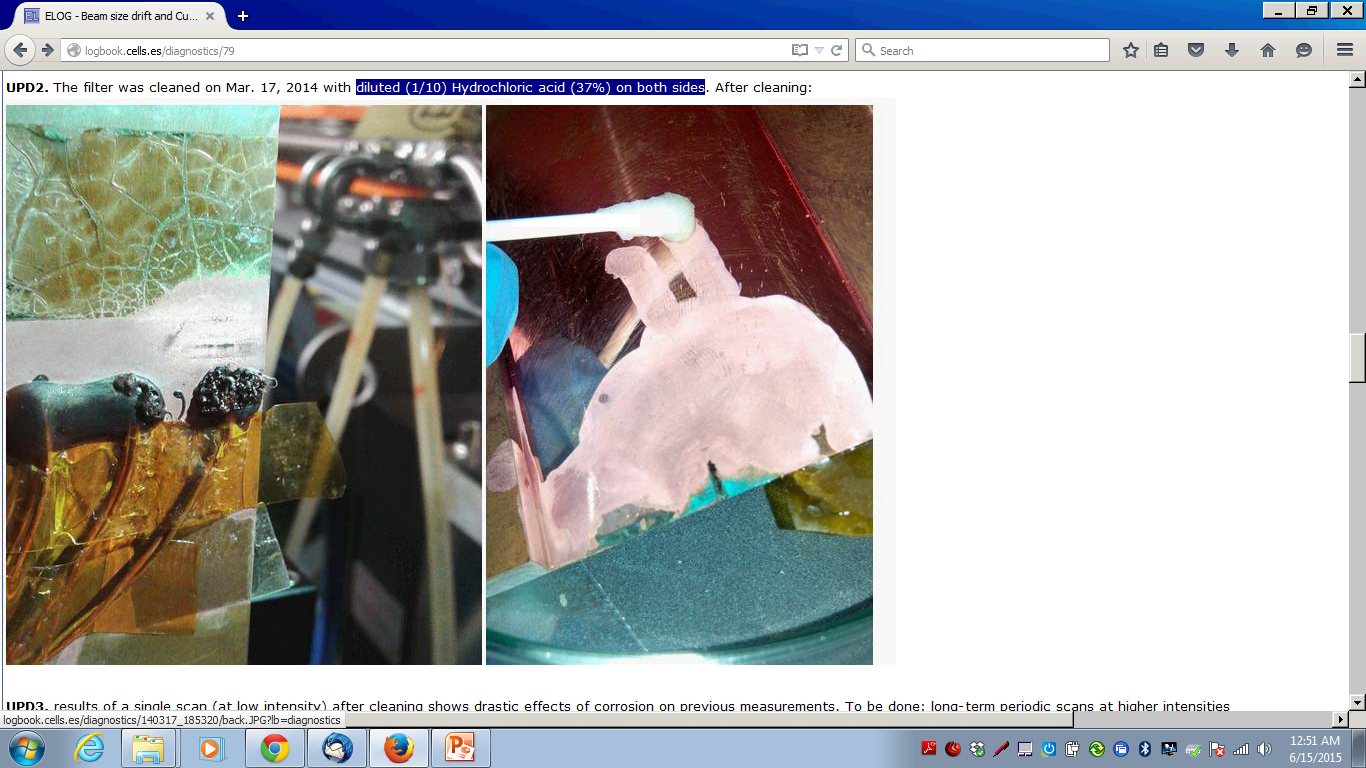 ELOG - Beam size drift and Cu...
logbook.cells.es/diagnostics/79
Search
UPD2. The filter was cleaned on Mar. 17, 2014 with diluted (1/10) Hydrochloric acid (37%) on both sides. After cleaning:
UPD3. results of a single scan (at low intensity) after cleaning shows drastic effects of corrosion on previous measurements. To be done: long-term periodic scans at higher intensities
logbook.cells.es/diagnostics/140317_185320/back.JPG?lb=diagnostics
12:51 AM
6/15/2015